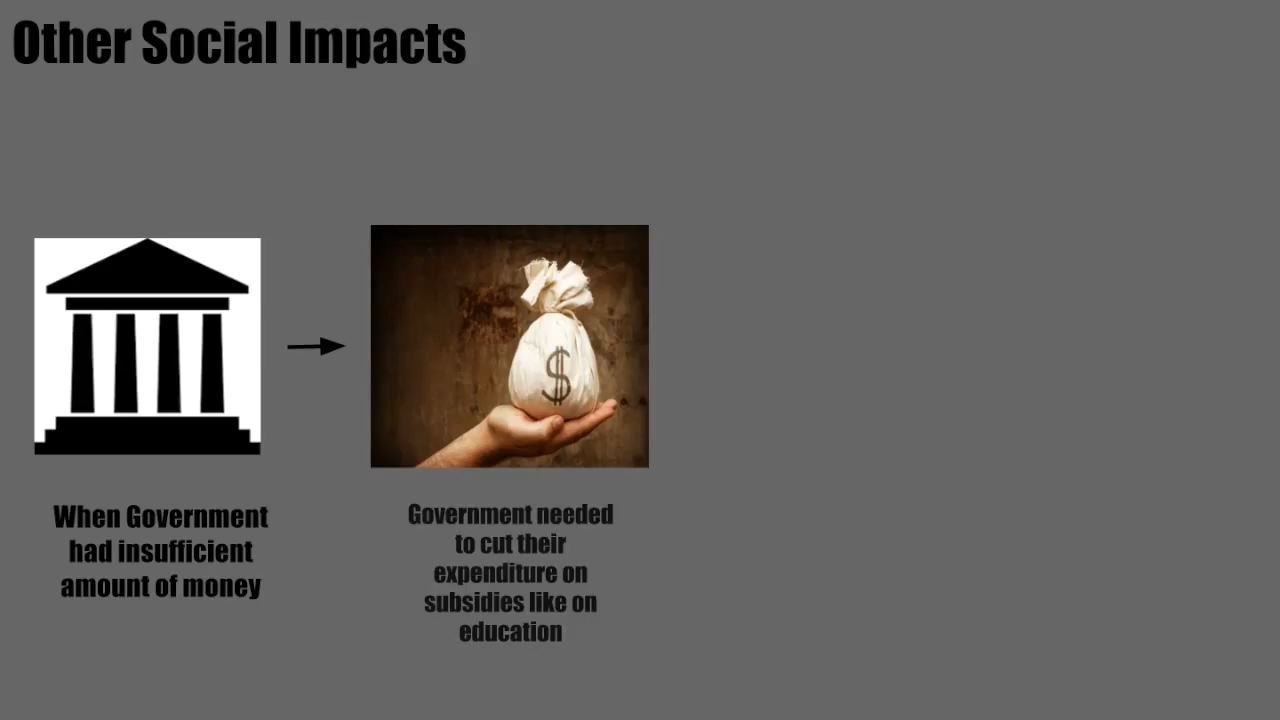 Other Social Impacts
$
When Government
had insufficient
amount of money
Government needed
to cut their
expenditure on
subsidies like on
education